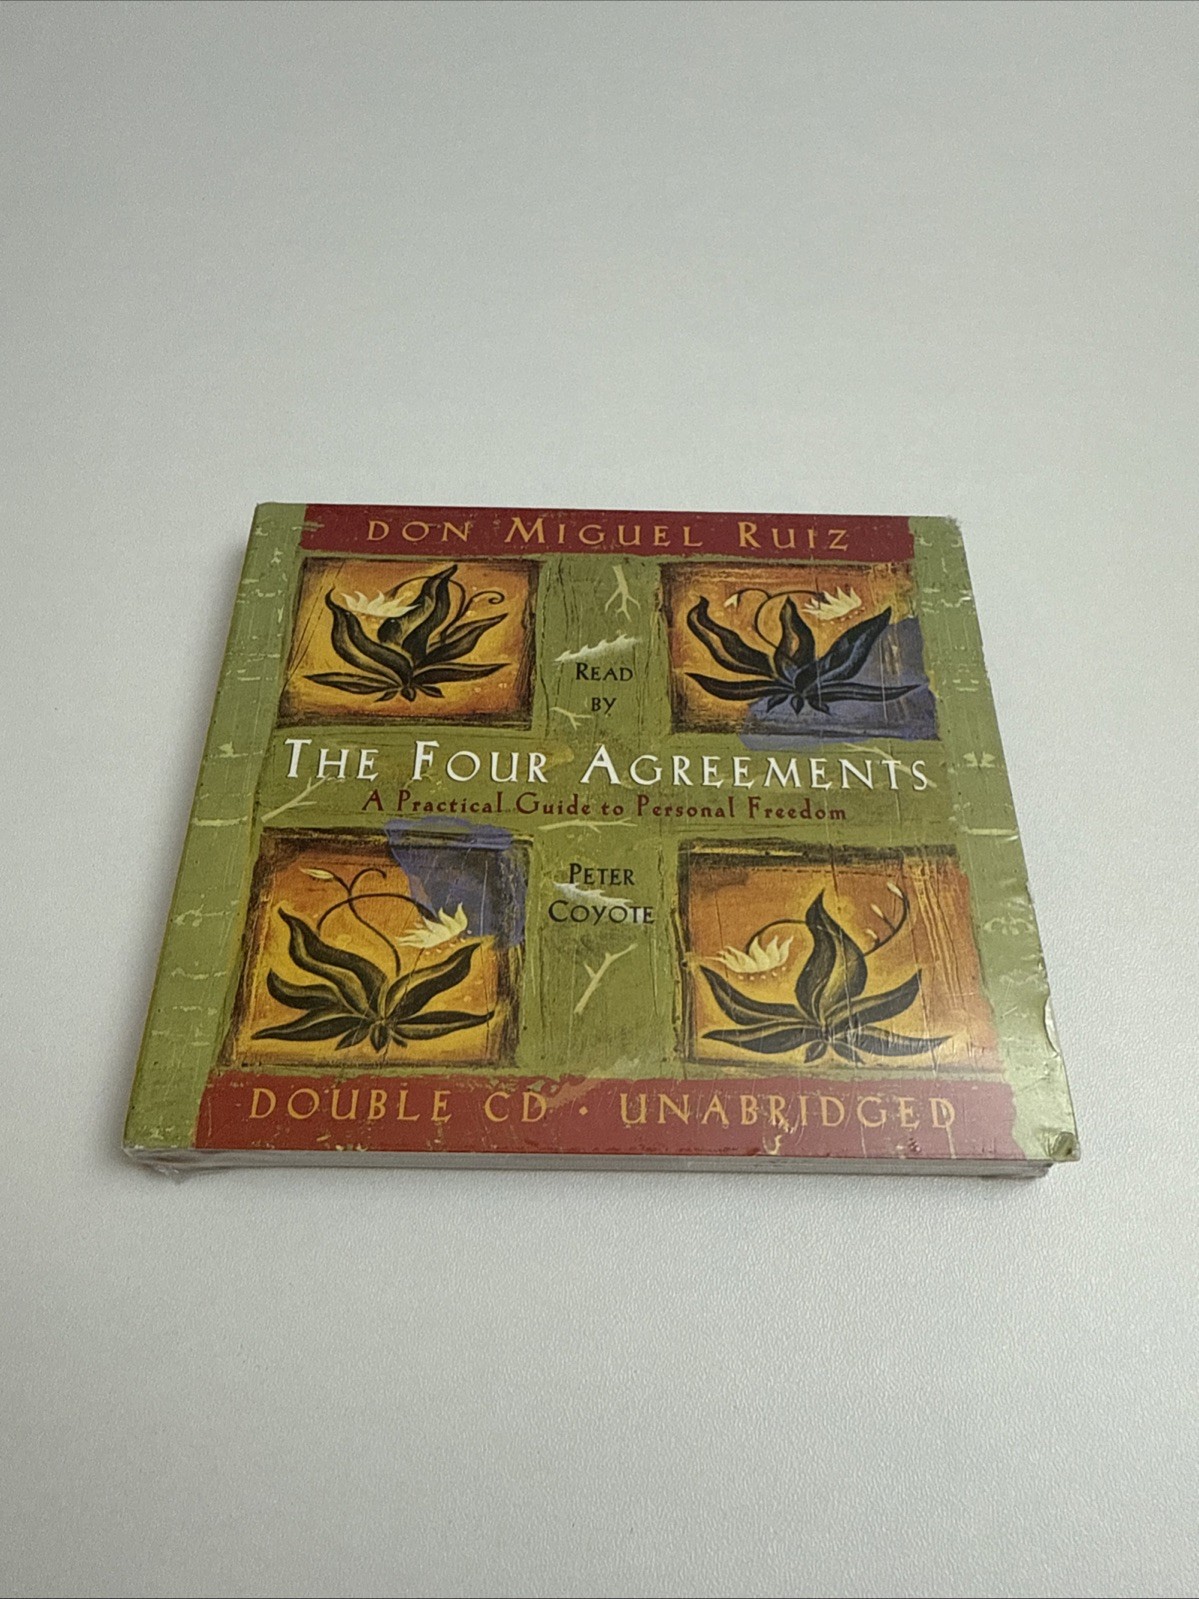 DON MIGUEL RUIZ
READ
BY
THE FOUR AGREEMENTS
A Practical Guide to Personal Freedom
PETER
COYOTE
DOUBLE CD · UNABRIDGED